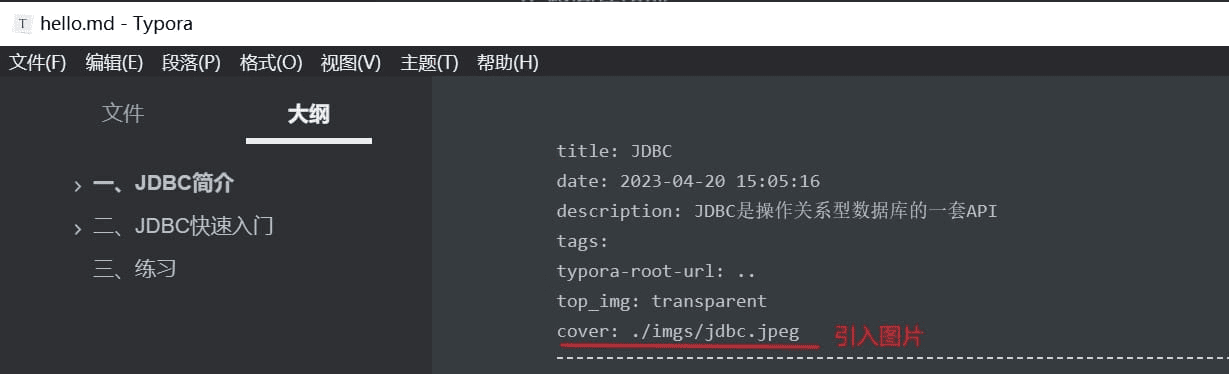 T hello.md - Typora
文件(F) 编辑(E) 段落(P) 格式(O) 视图(V) 主题(T) 帮助(H)
文件 大纲
一、JDBC简介
二、JDBC快速入门
三、练习
title: JDBC
date: 2023-04-20 15:05:16
description: JDBC是操作关系型数据库的一套API
tags:
typora-root-url: ..
top_img: transparent
cover: ./imgs/jdbc.jpeg 引入图片